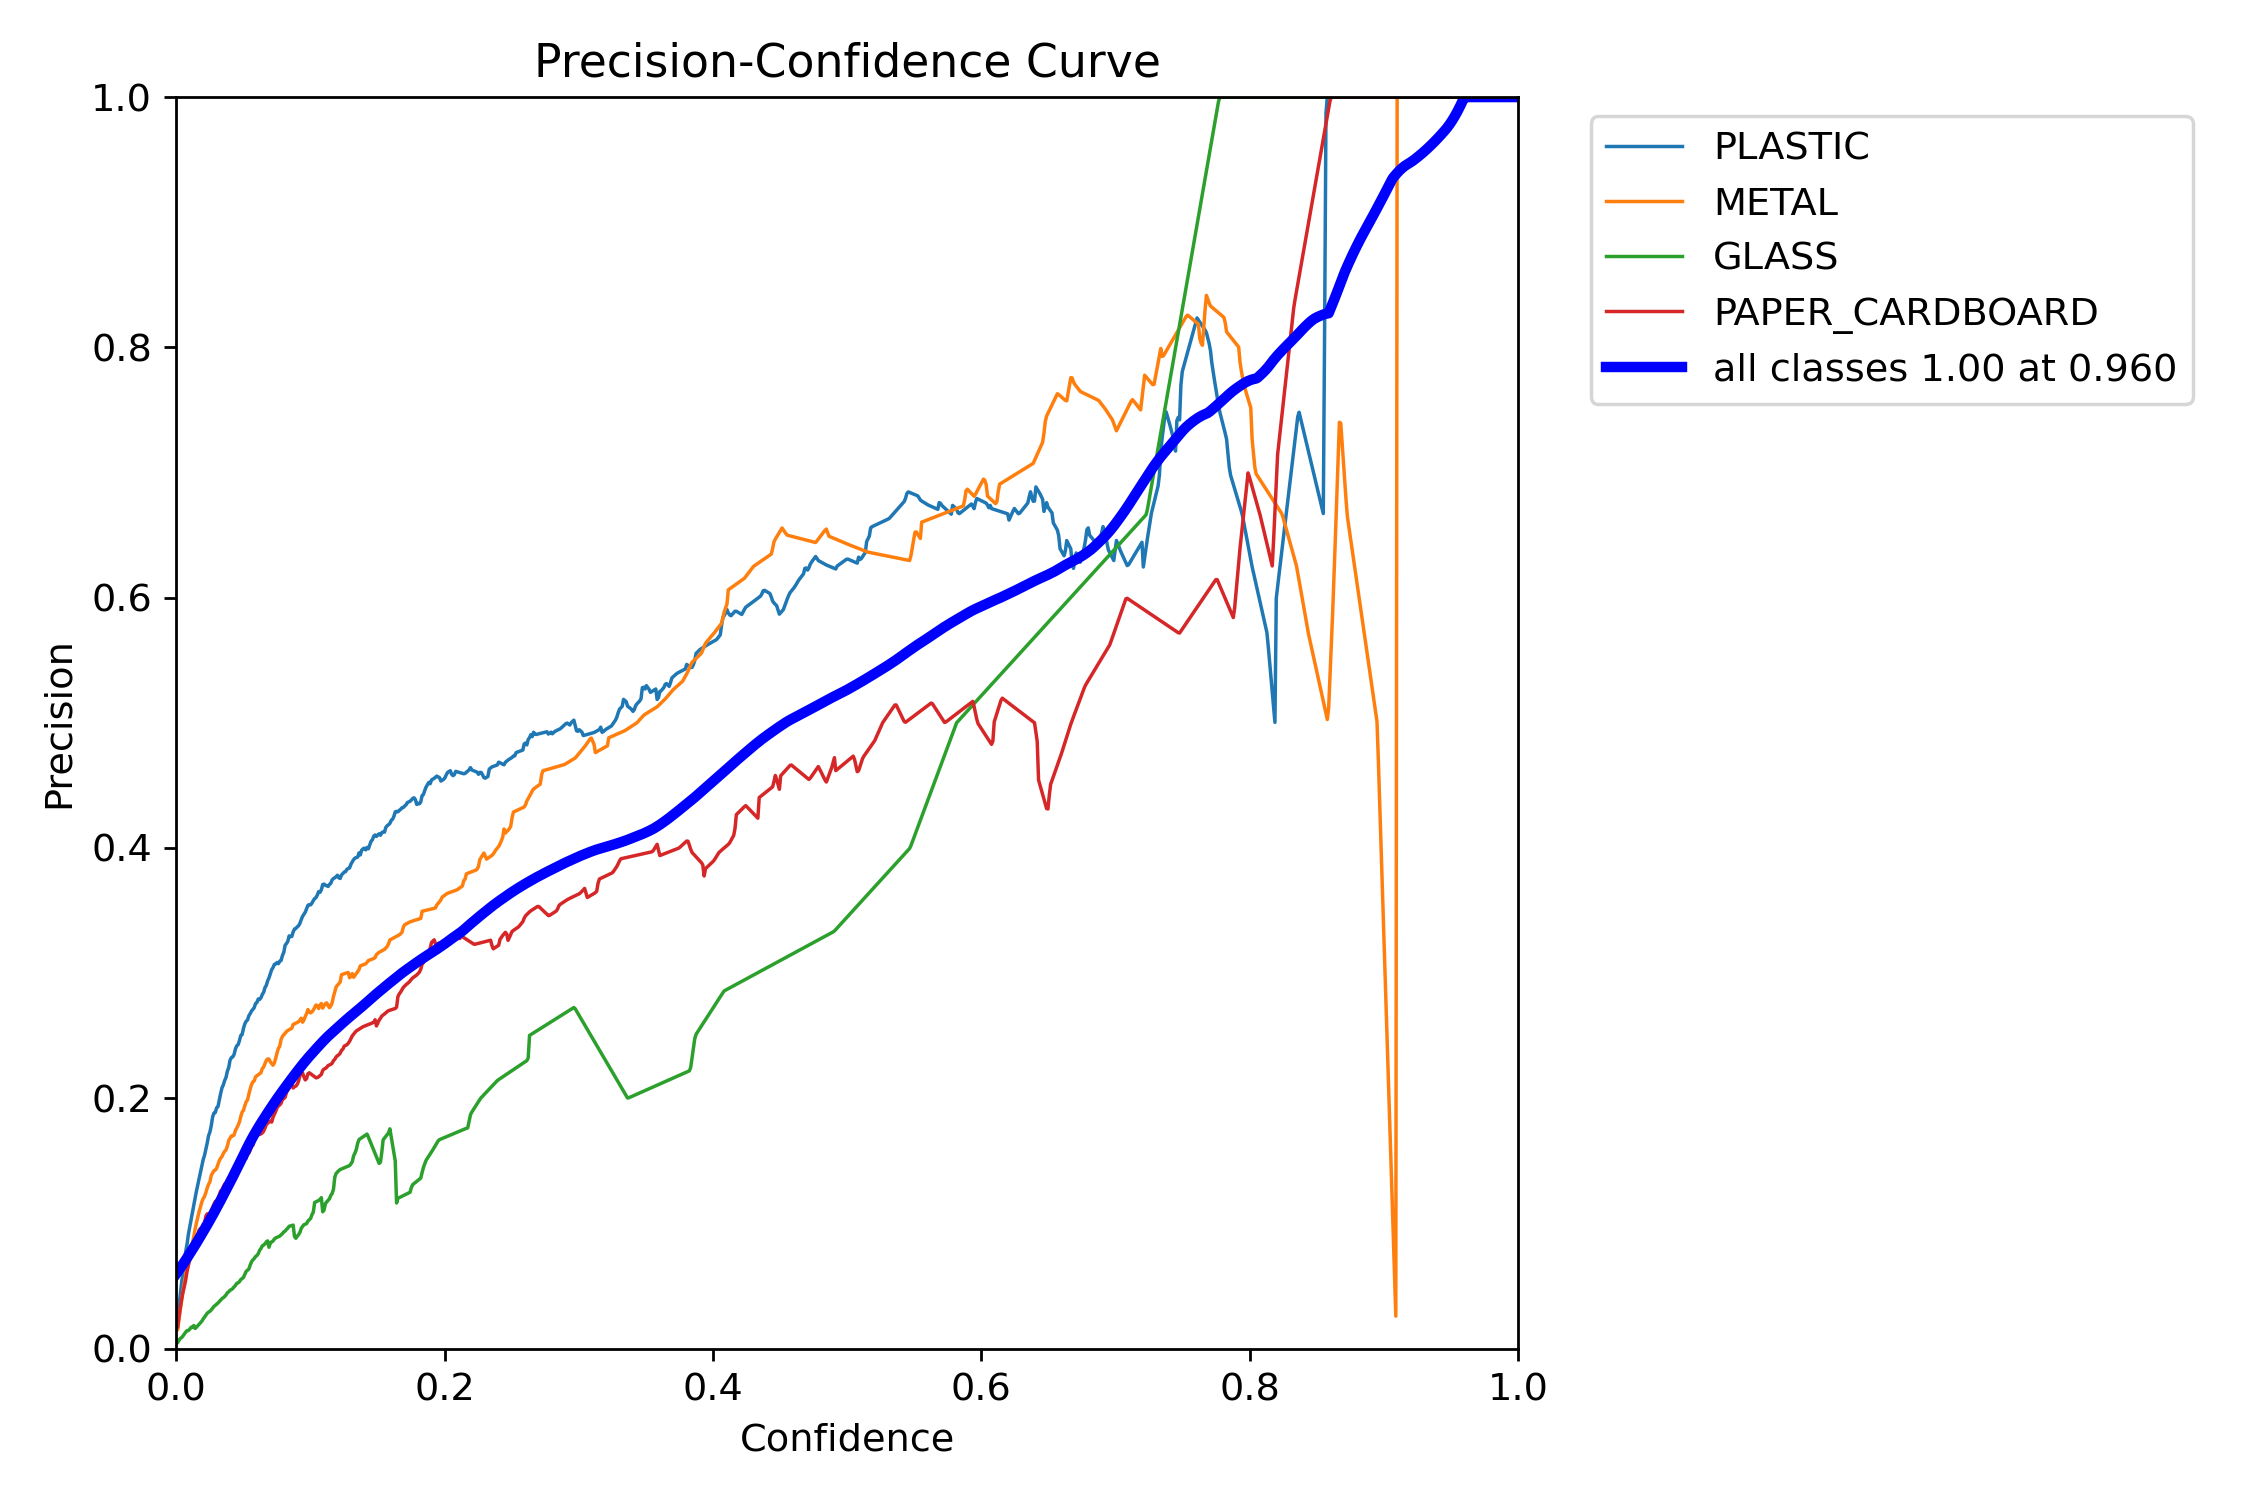 Precision-Confidence Curve
1.0
0.8
0.6
0.4
0.2
0.0
Precision
0.0 0.2 0.4 0.6 0.8 1.0
Confidence
PLASTIC
METAL
GLASS
PAPER_CARDBOARD
all classes 1.00 at 0.960